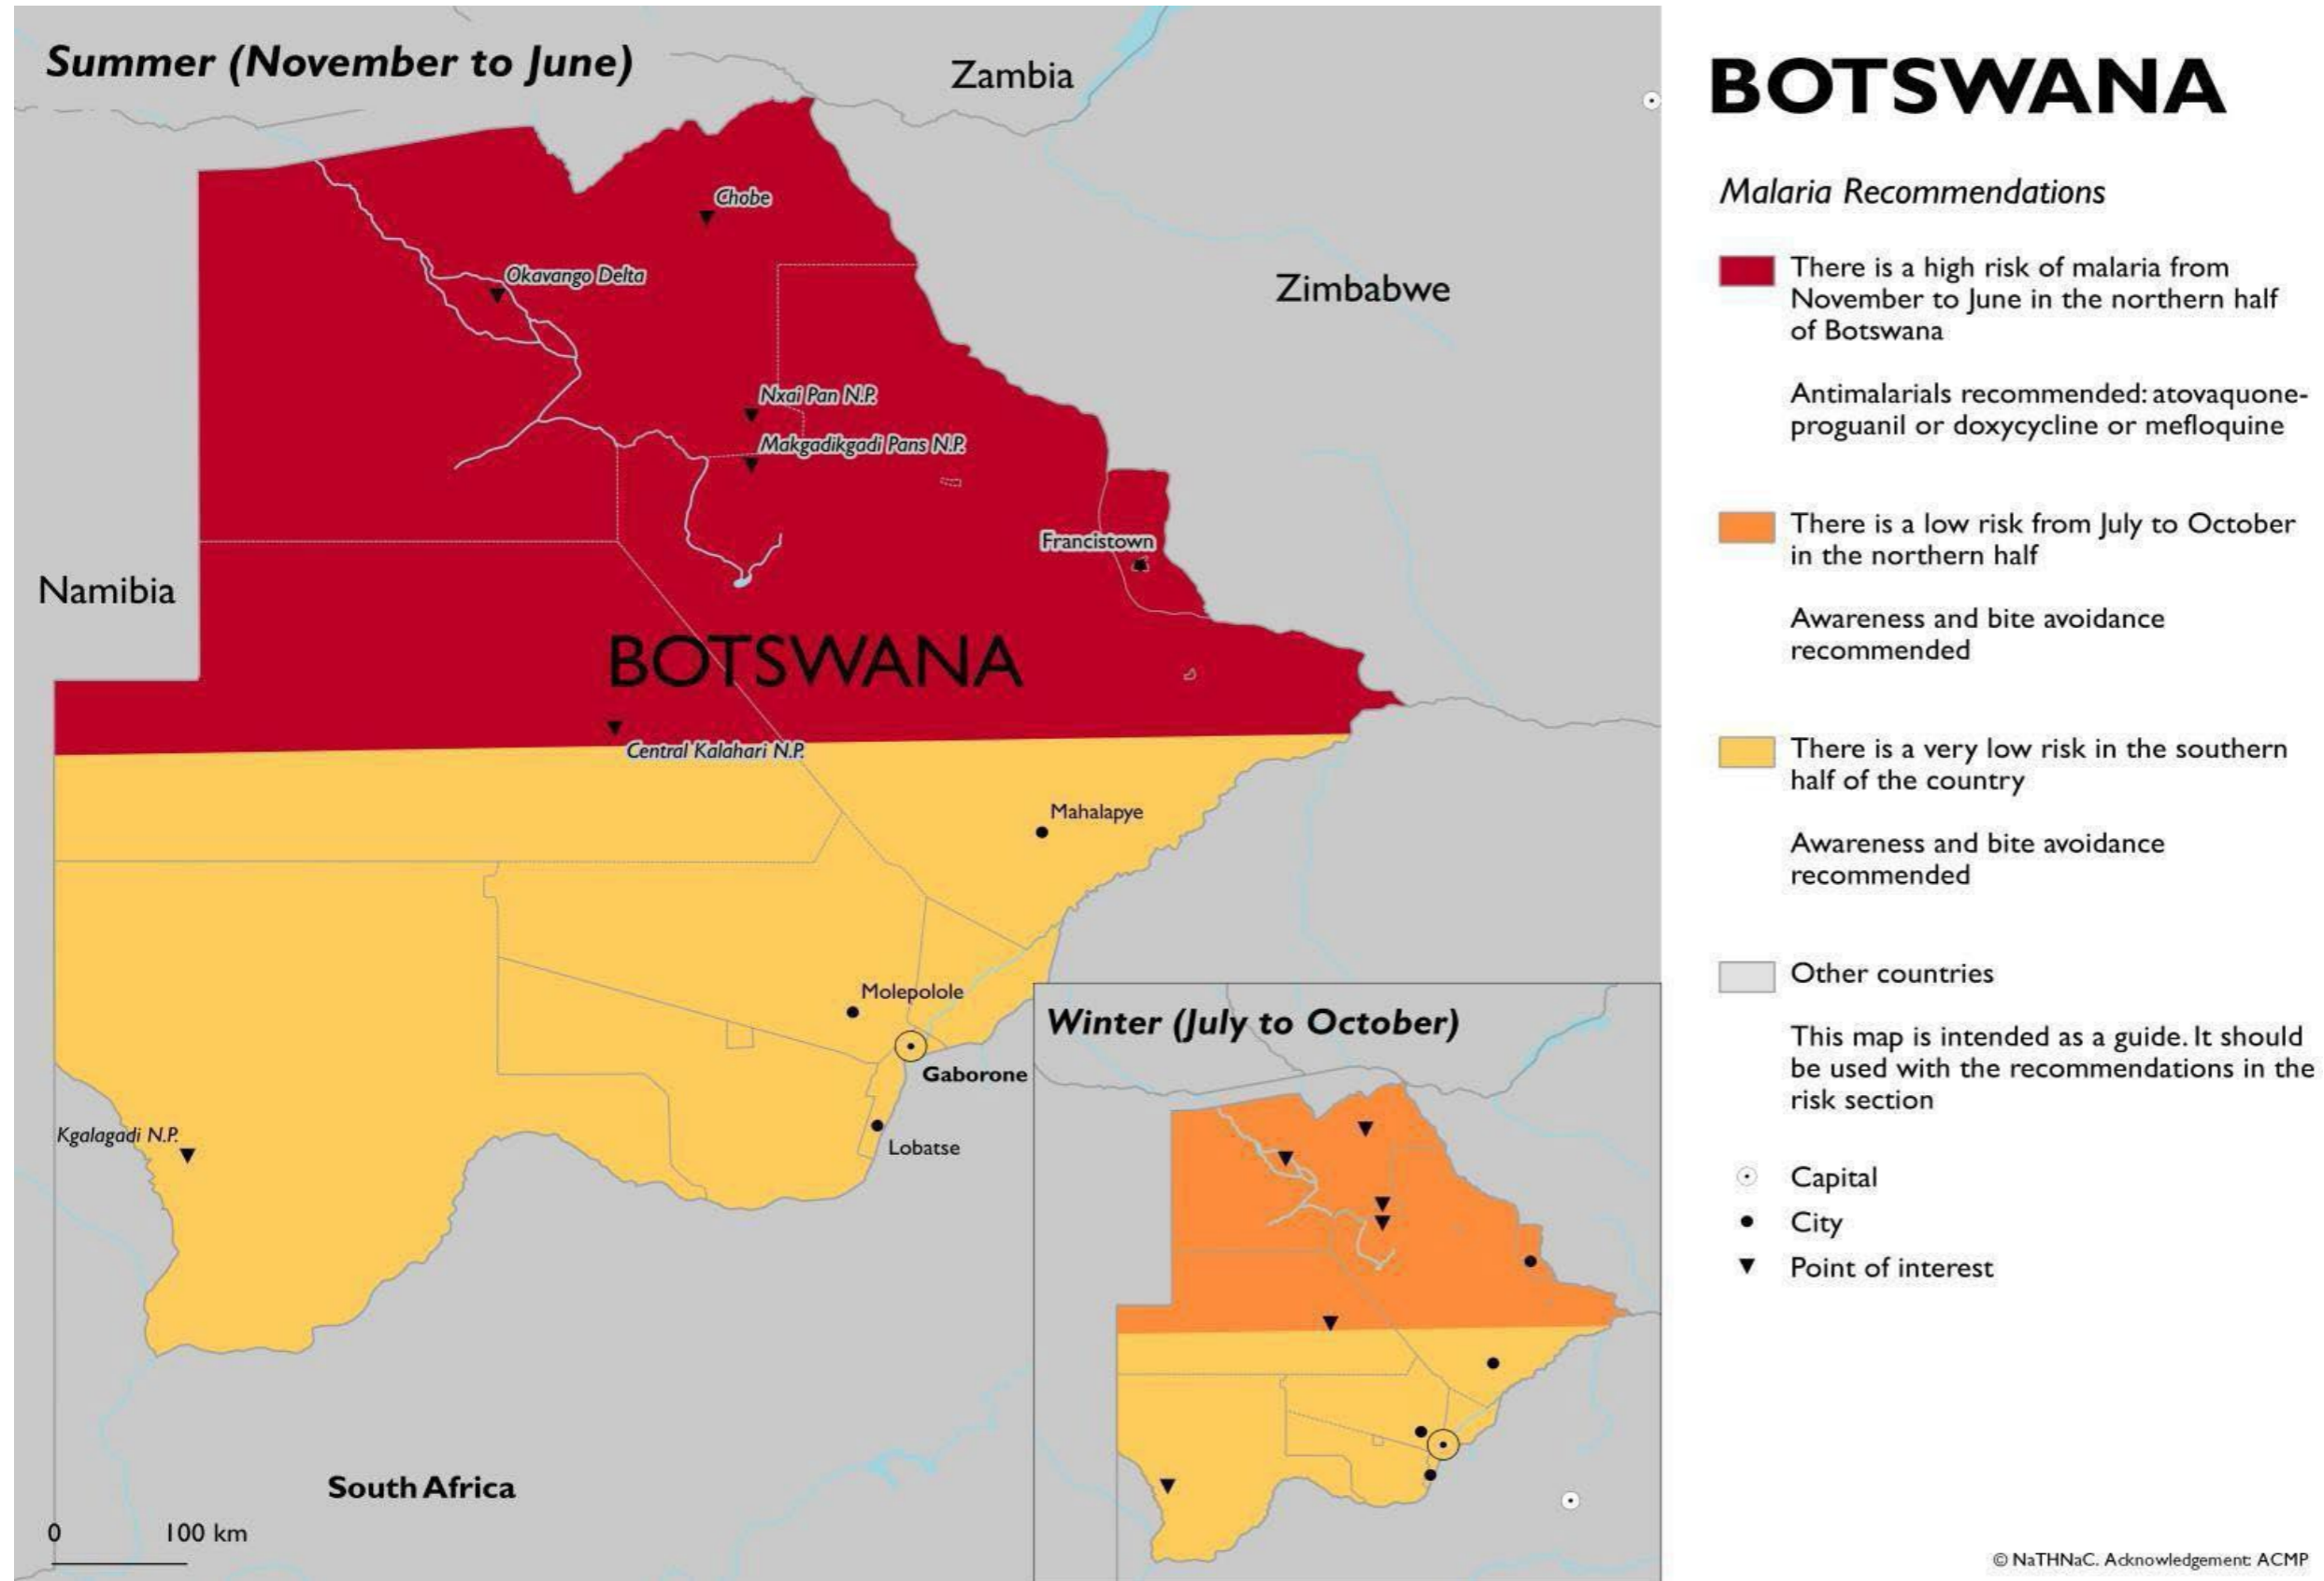 Summer (November to June)
Zambia
Chobe
Okavango Delta
Zimbabwe
Nxai Pan N.P.
Makgadikgadi Pans N.P.
Francistown
Namibia
BOTSWANA
Central Kalahari N.P.
Mahalapye
Molepolole
Gaborone
Kgalagadi N.P.
Lobatse
South Africa
0 100 km
Winter (July to October)
BOTSWANA
Malaria Recommendations
There is a high risk of malaria from
November to June in the northern half
of Botswana
Antimalarials recommended: atovaquone-
proguanil or doxycycline or mefloquine
There is a low risk from July to October
in the northern half
Awareness and bite avoidance
recommended
There is a very low risk in the southern
half of the country
Awareness and bite avoidance
recommended
Other countries
This map is intended as a guide. It should
be used with the recommendations in the
risk section
Capital
City
Point of interest
© NaTHNaC. Acknowledgement: ACMP